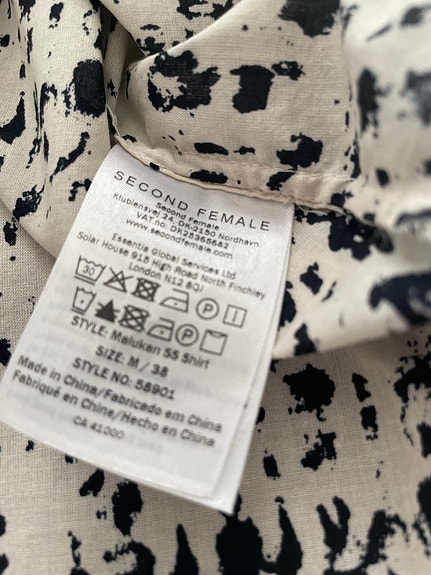 SECOND FEMALE
Second Female
Klubiensvej 24, DK-2150 Nordhavn
VAT no. DK25365682
www.secondfemale.com
Essentia Global Services Ltd
Solar House 915 High Road North Finchley
London N12 8QJ
30
STYLE: Malukan SS Shirt
SIZE: M / 38
STYLE NO: 58901
Made in China/Fabricado em China
Fabriqué en Chine/Hecho en China
CA 41000